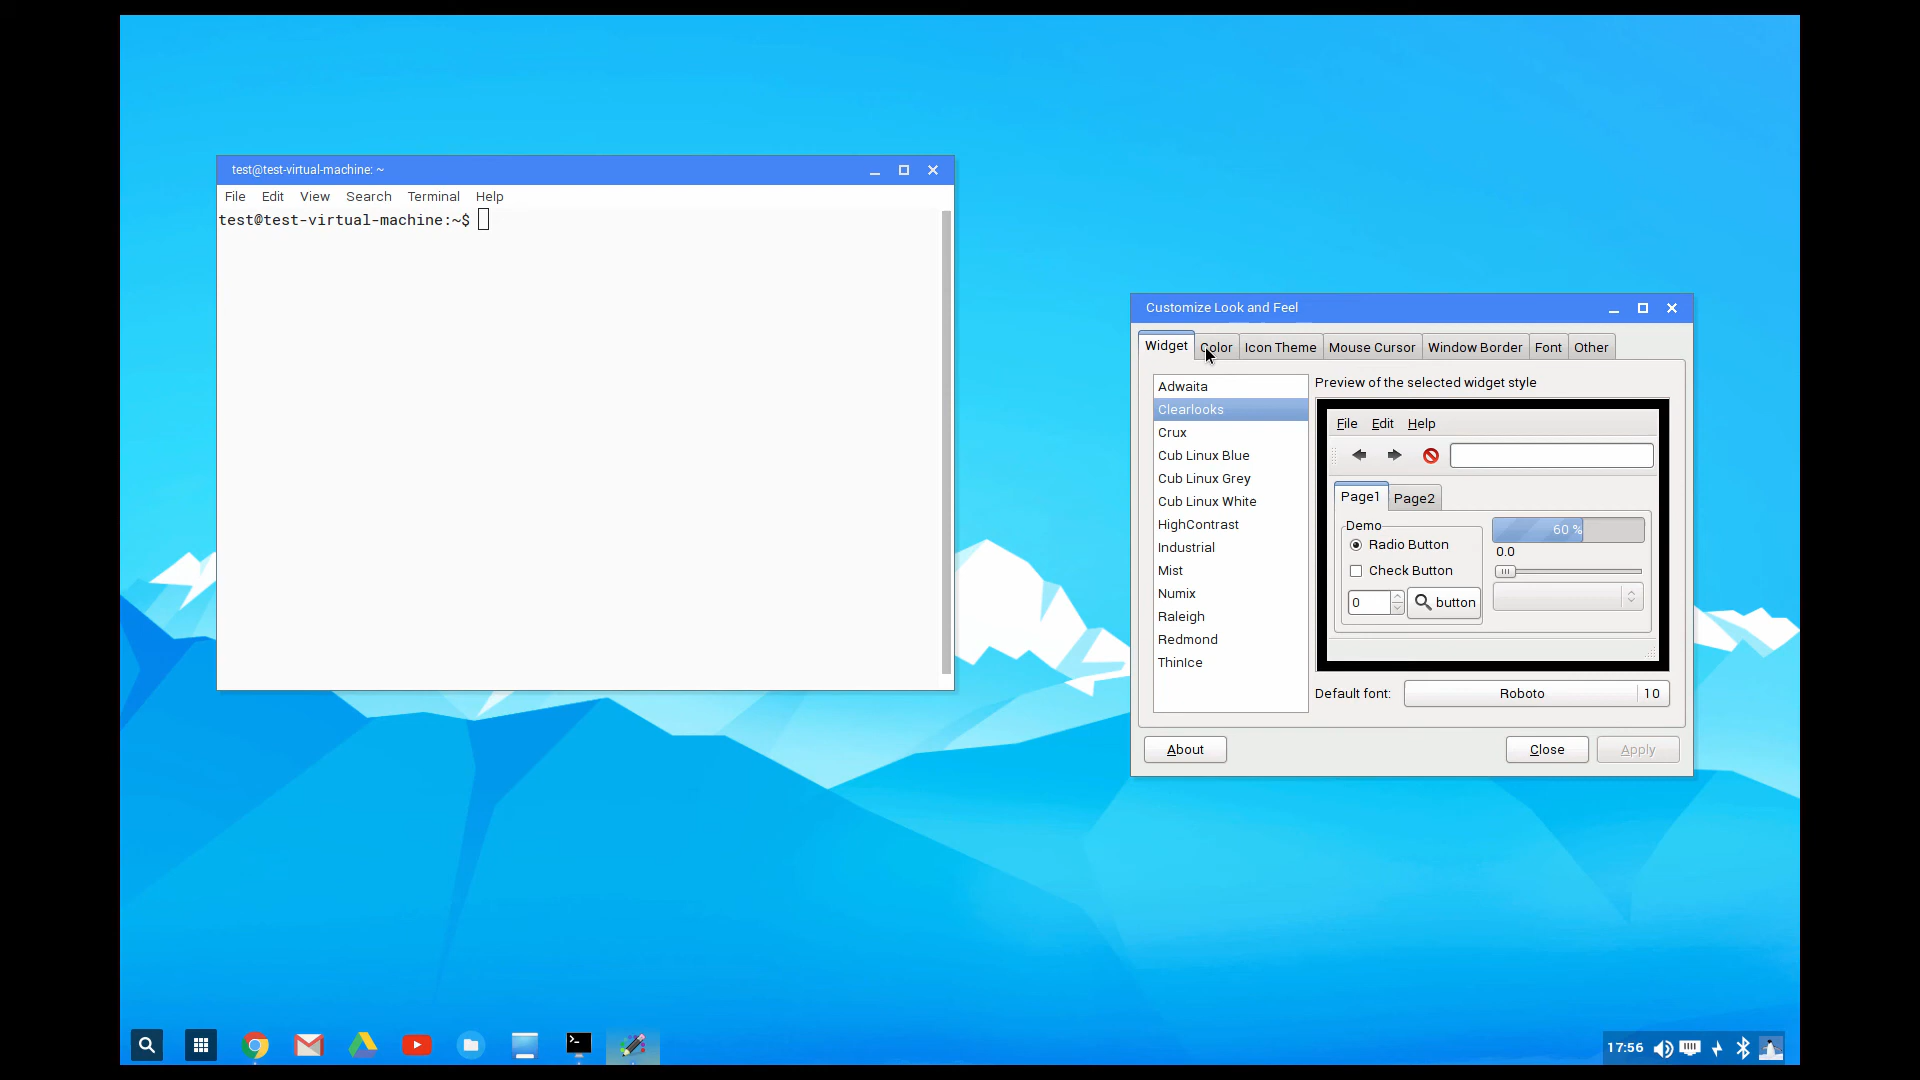 test@test-virtual-machine: ~
File Edit View Search Terminal Help
test@test-virtual-machine:~$
Customize Look and Feel
Widget Color Icon Theme Mouse Cursor Window Border Font Other
Adwaita
Clearlooks
Crux
Cub Linux Blue
Cub Linux Grey
Cub Linux White
HighContrast
Industrial
Mist
Numix
Raleigh
Redmond
ThinIce
Preview of the selected widget style
File Edit Help
Page1 Page2
Demo
Radio Button
Check Button
0 button
60 %
0.0
Default font: Roboto 10
About Close Apply
17:56